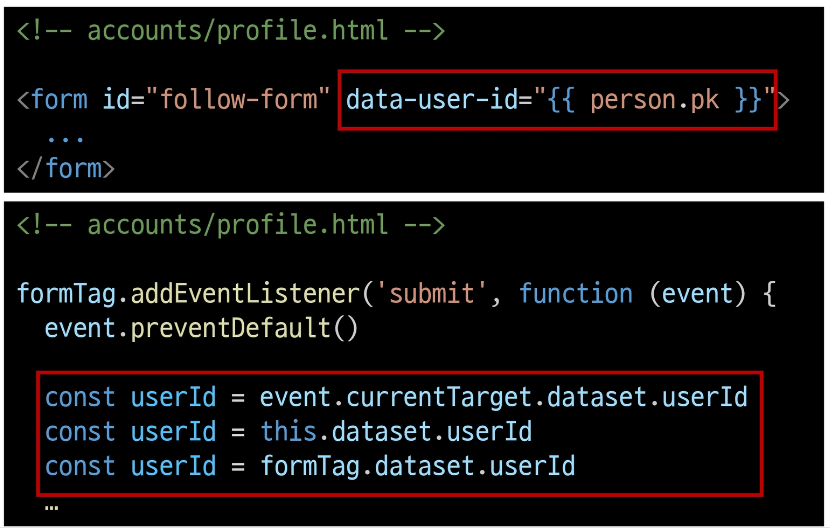 <!-- accounts/profile.html -->
<form id="follow-form" data-user-id="{{ person.pk }}">
...
</form>
<!-- accounts/profile.html -->
formTag.addEventListener('submit', function (event) {
event.preventDefault()
const userId = event.currentTarget.dataset.userId
const userId = this.dataset.userId
const userId = formTag.dataset.userId
…